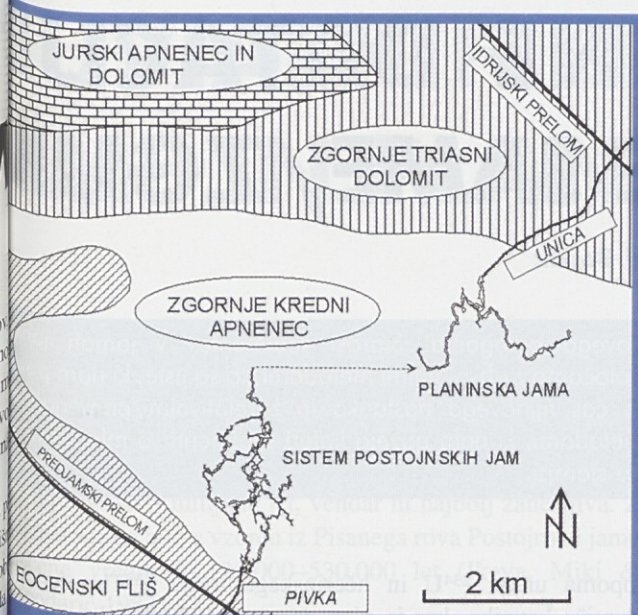 JURSKI APNENEC IN
DOLOMIT
IDRIJSKI PRELOM
ZGORNJE TRIASNI
DOLOMIT
UNICA
ZGORNJE KREDNI
APNENEC
PLANINSKA JAMA
SISTEM POSTOJNSKIH JAM
PREDJAMSKI PRELOM
N
EOCENSKI FLIŠ
PIVKA
2 km